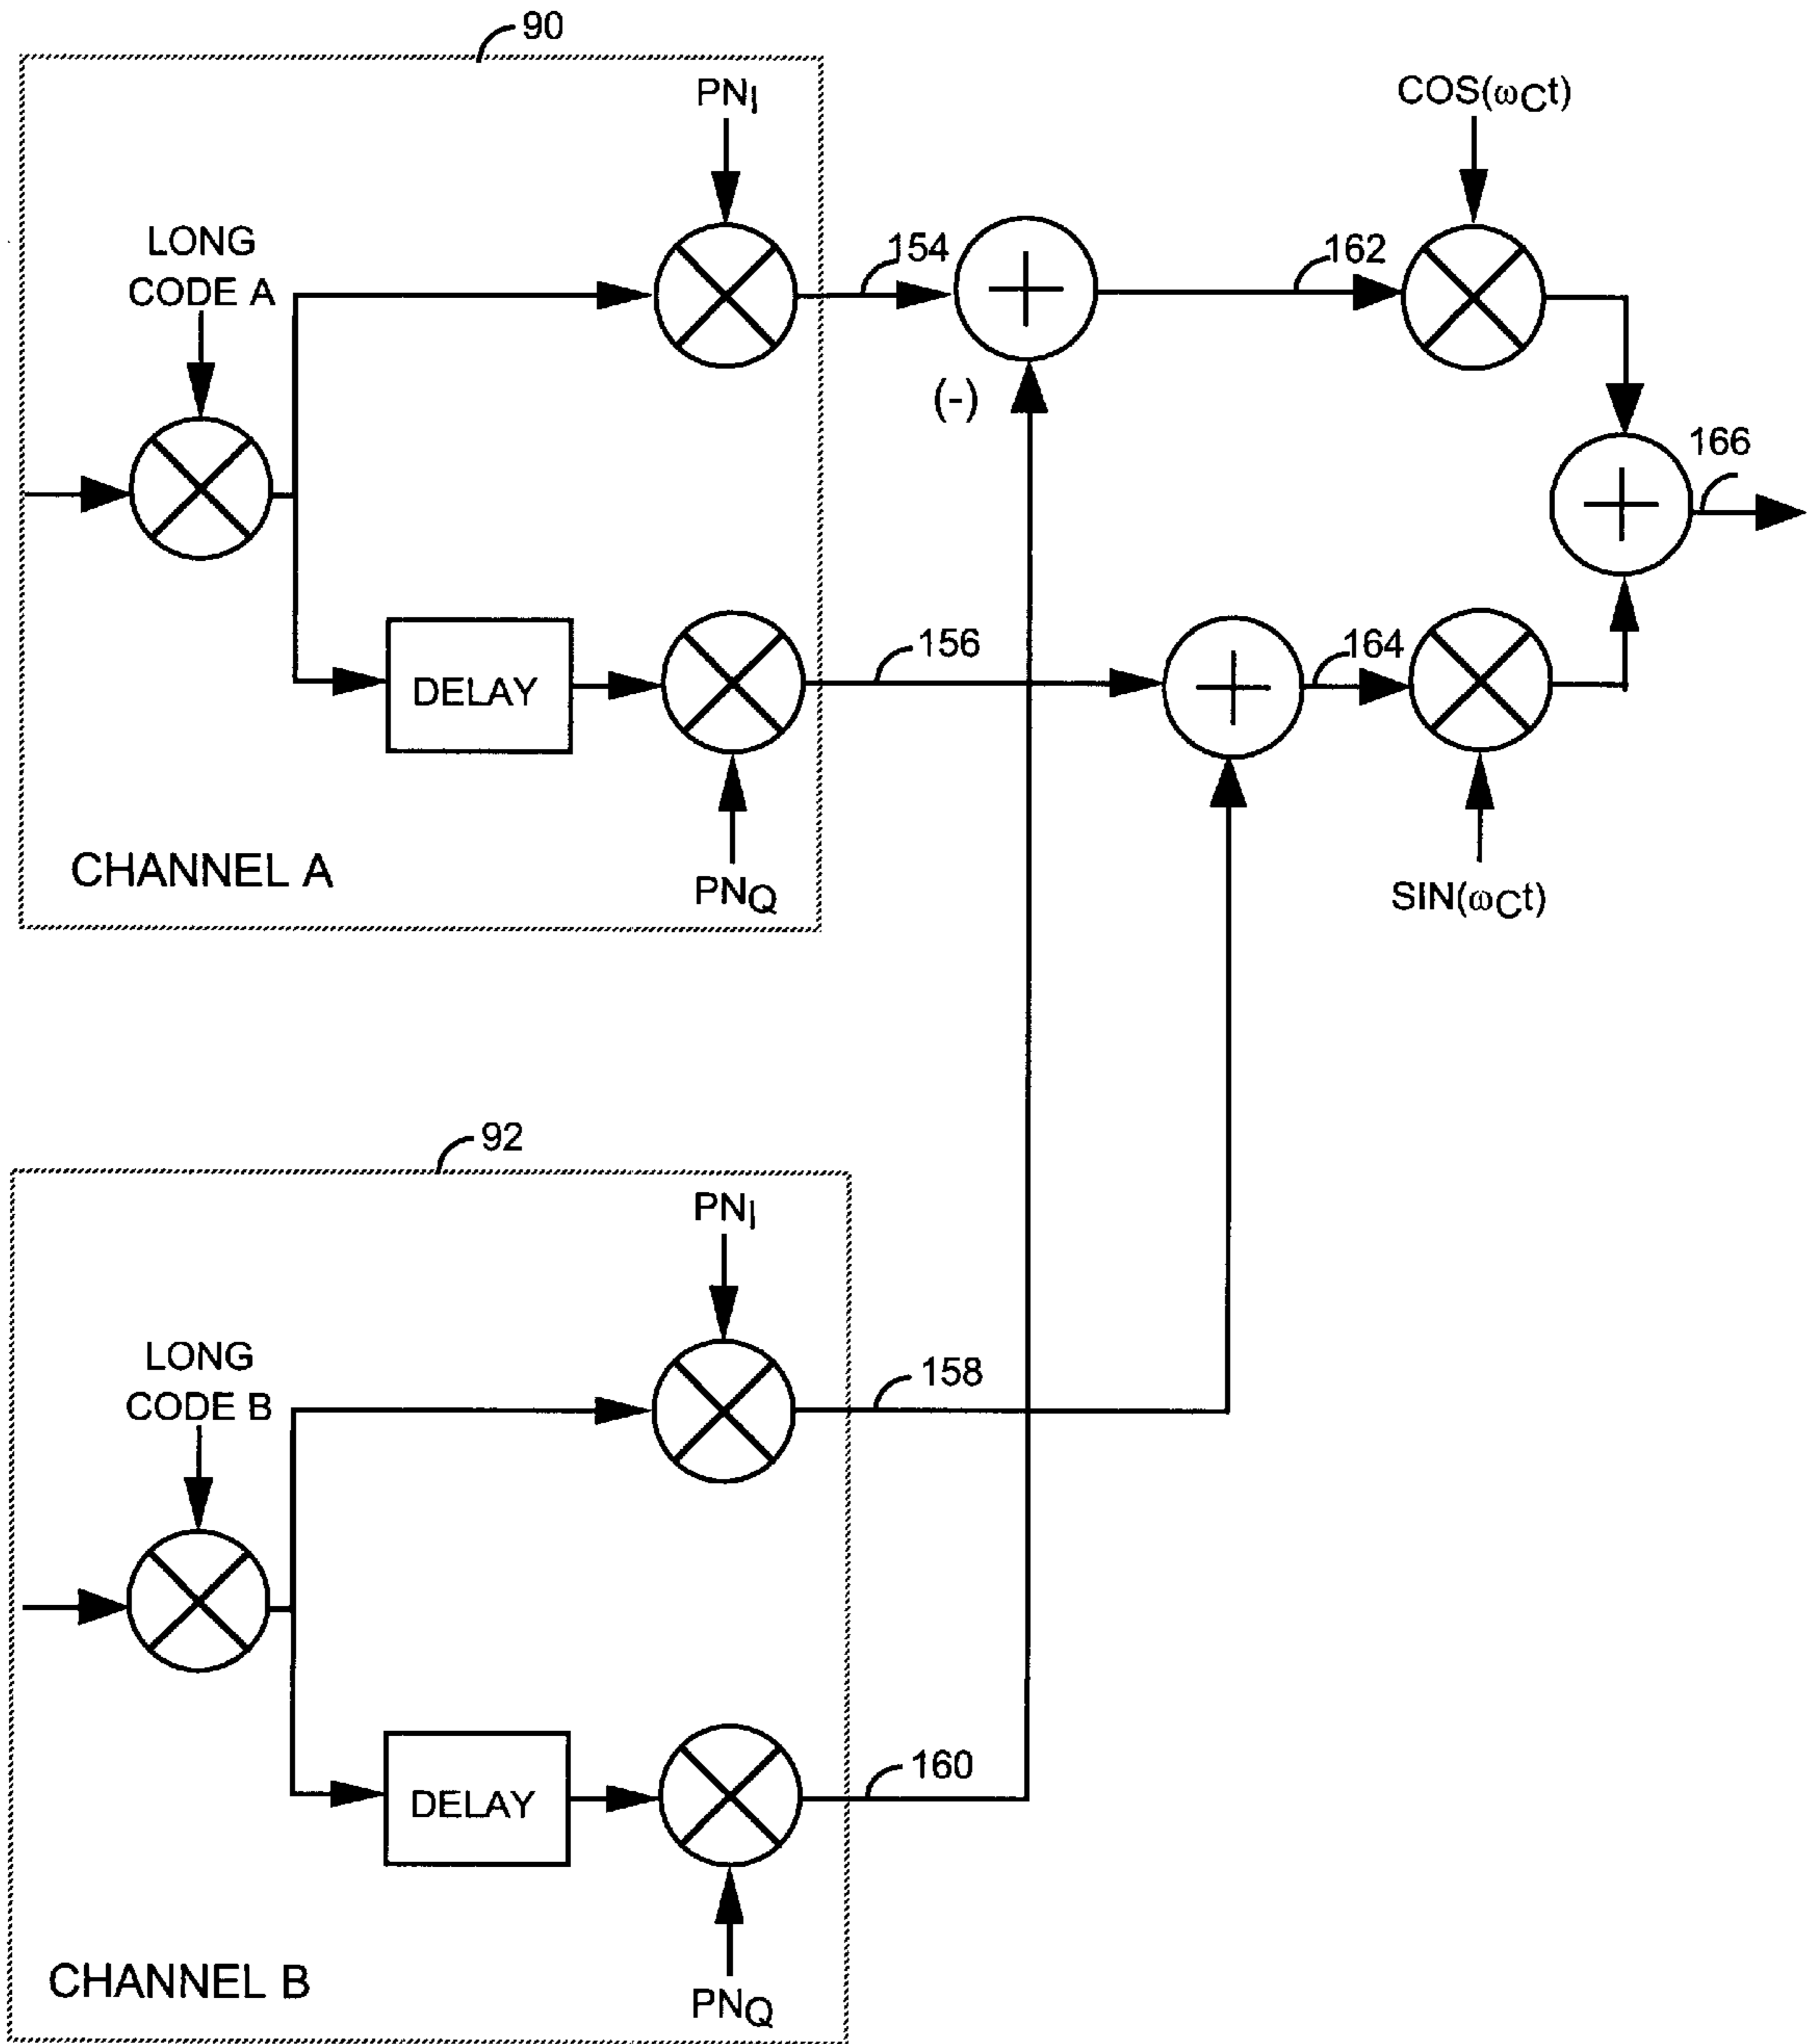 90
PNI
COS(ωCt)
LONG
CODE A
154
162
(-)
166
156
164
DELAY
CHANNEL A
PNQ
SIN(ωCt)
92
PNI
LONG
CODE B
158
160
DELAY
CHANNEL B
PNQ